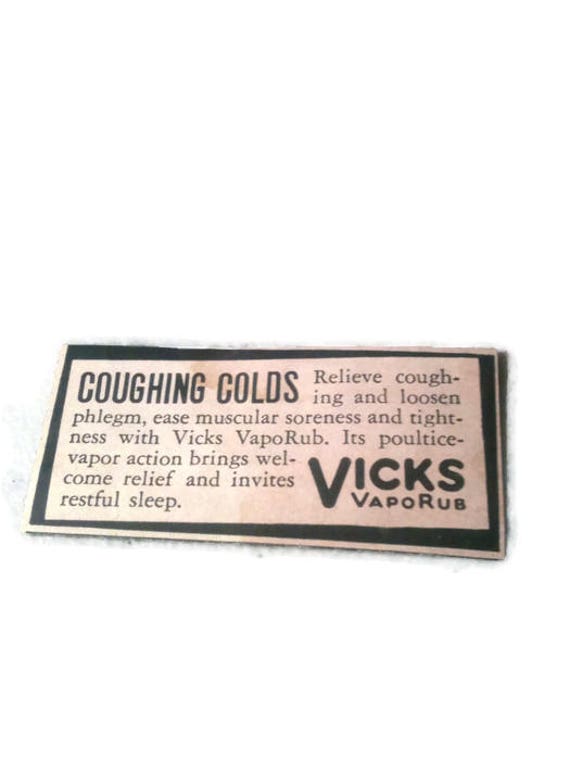 COUGHING COLDS Relieve cough-
ing and loosen
phlegm, ease muscular soreness and tight-
ness with Vicks VapoRub. Its poultice-
vapor action brings wel-
come relief and invites
restful sleep.
VICKS
VAPORUB